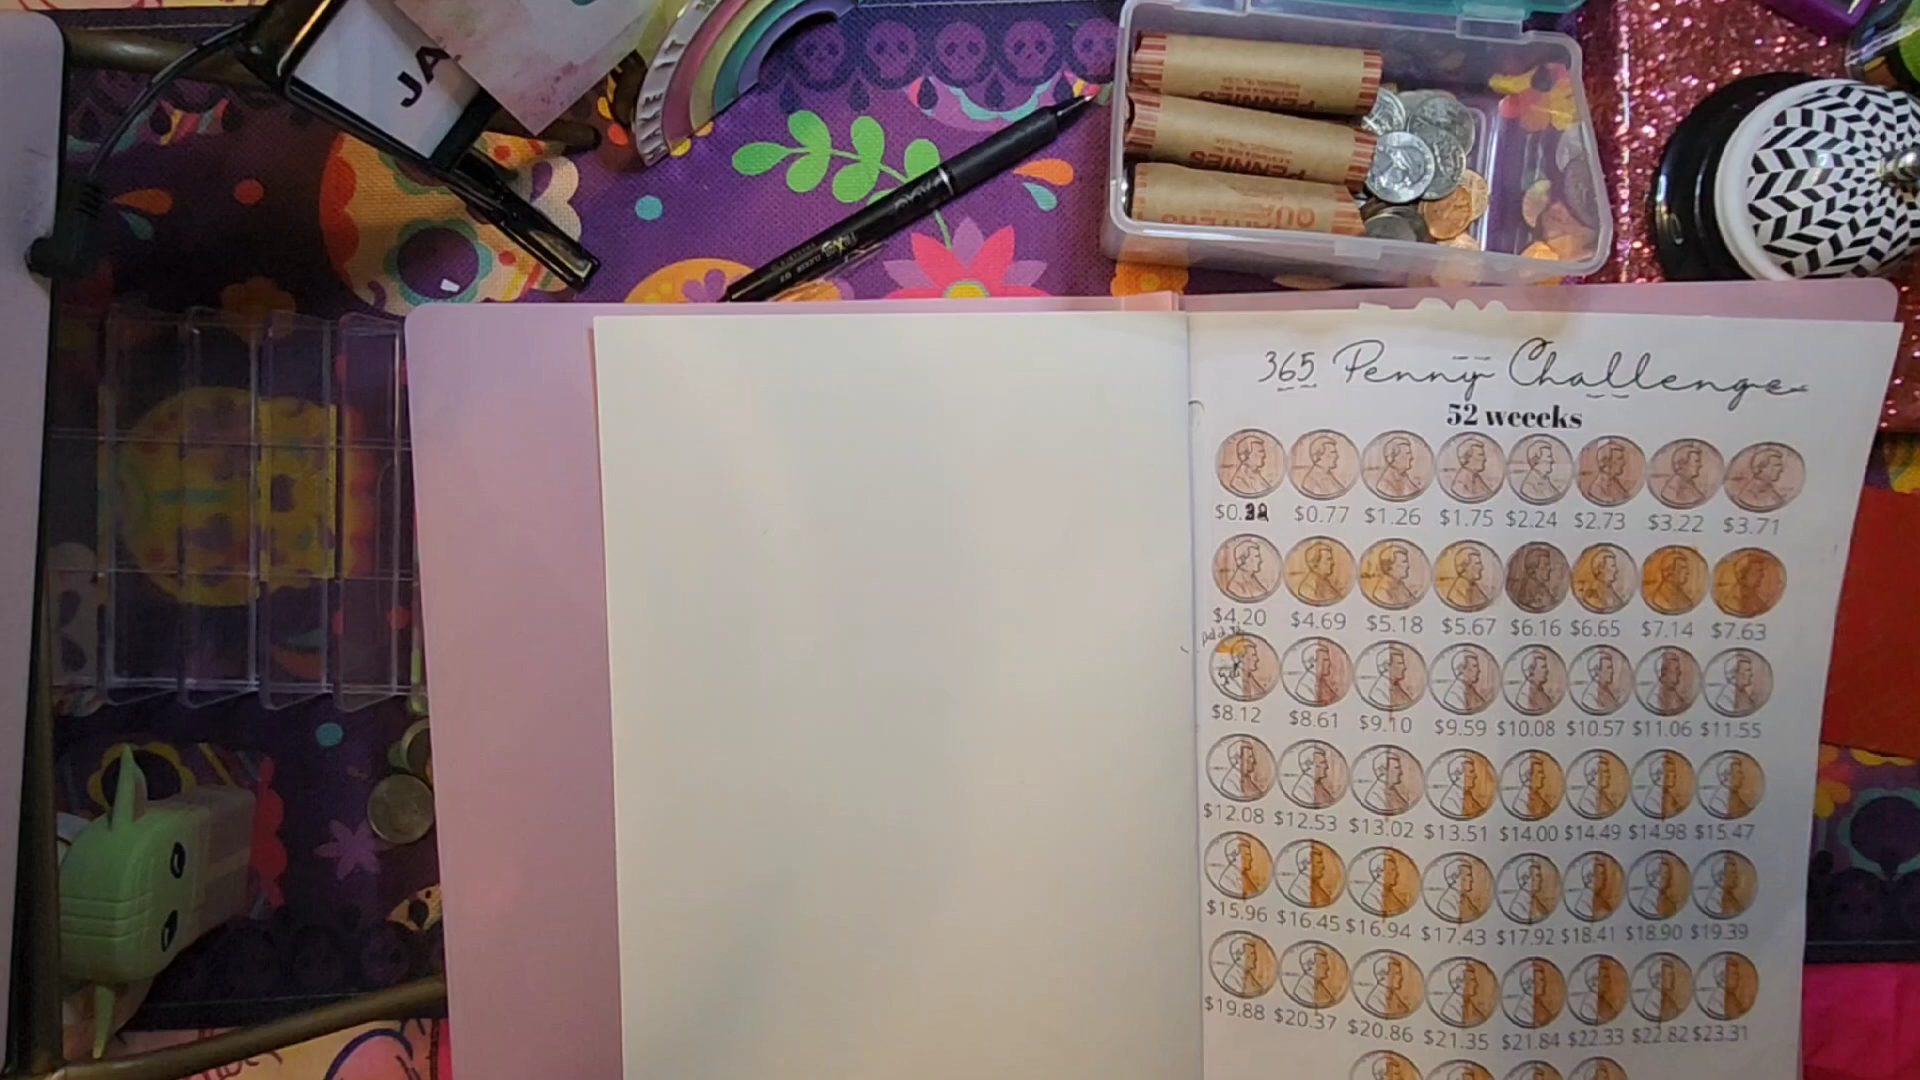 JA
PENNIES
PENNIES
QUARTERS
365 Penny Challenge
52 weeeks
$0.28 $0.77 $1.26 $1.75 $2.24 $2.73 $3.22 $3.71
$4.20 $4.69 $5.18 $5.67 $6.16 $6.65 $7.14 $7.63
$8.12 $8.61 $9.10 $9.59 $10.08 $10.57 $11.06 $11.55
$12.08 $12.53 $13.02 $13.51 $14.00 $14.49 $14.98 $15.47
$15.96 $16.45 $16.94 $17.43 $17.92 $18.41 $18.90 $19.39
$19.88 $20.37 $20.86 $21.35 $21.84 $22.33 $22.82 $23.31